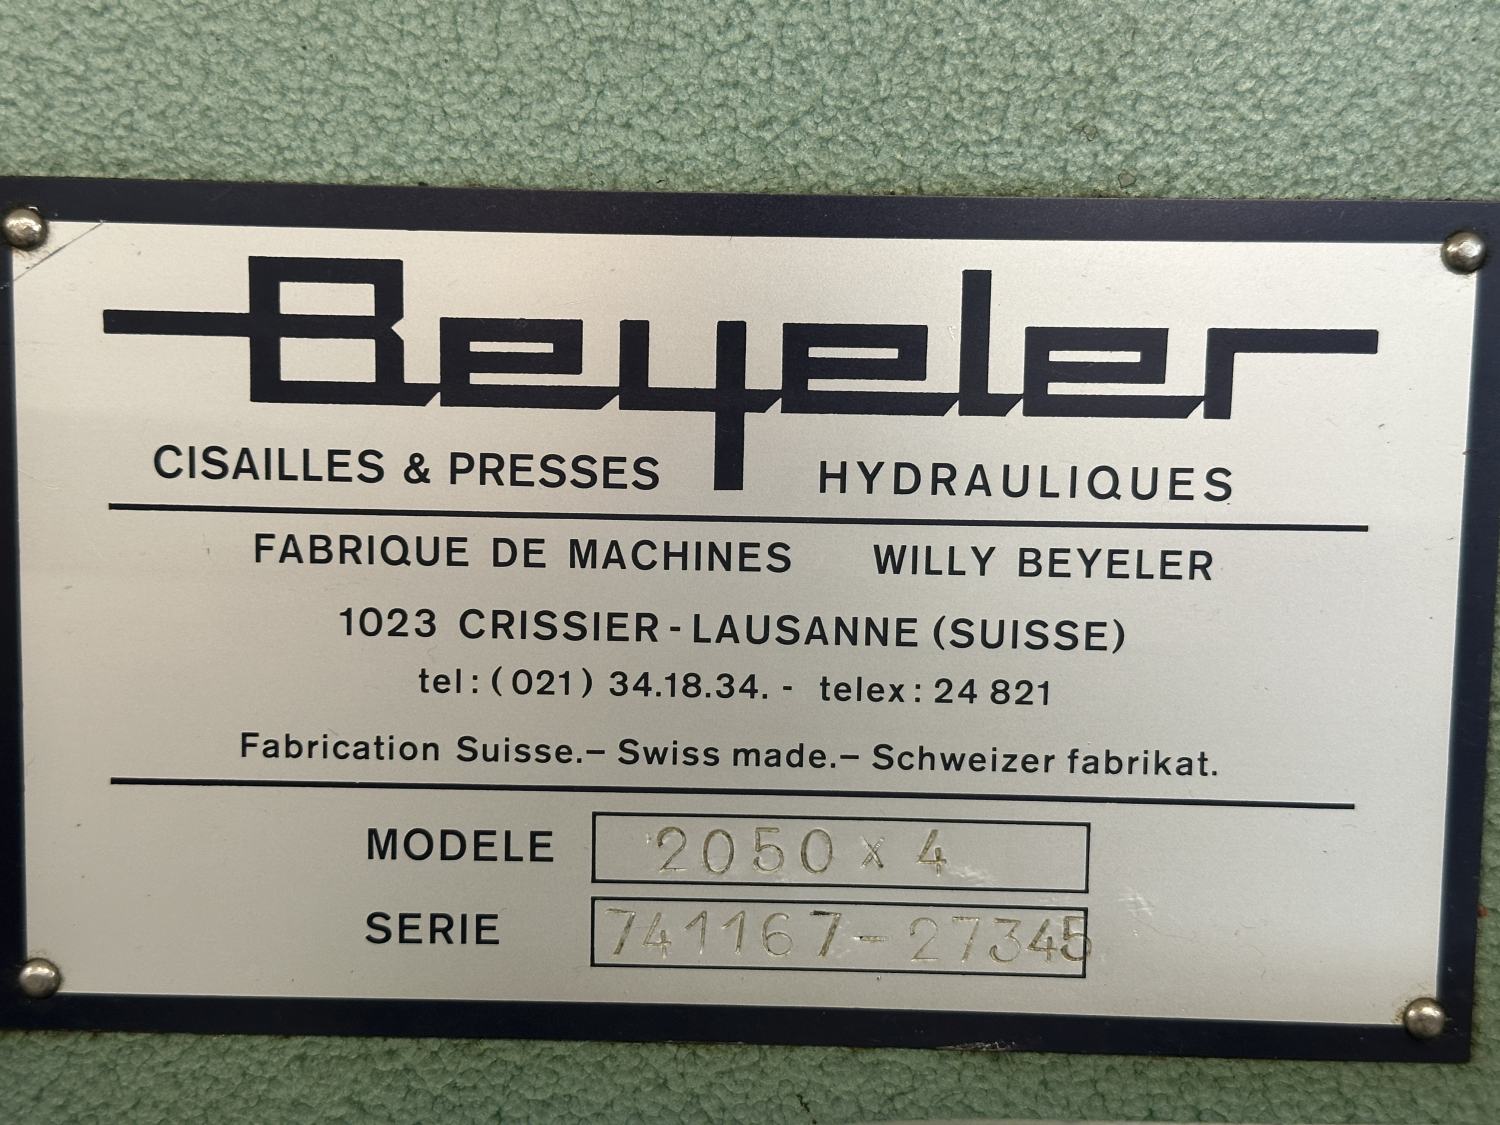 Beyeler
CISAILLES & PRESSES HYDRAULIQUES
FABRIQUE DE MACHINES WILLY BEYELER
1023 CRISSIER - LAUSANNE (SUISSE)
tel: (021) 34.18.34. - telex: 24 821
Fabrication Suisse.– Swiss made.– Schweizer fabrikat.
MODELE 2050 x 4
SERIE 741167-27345